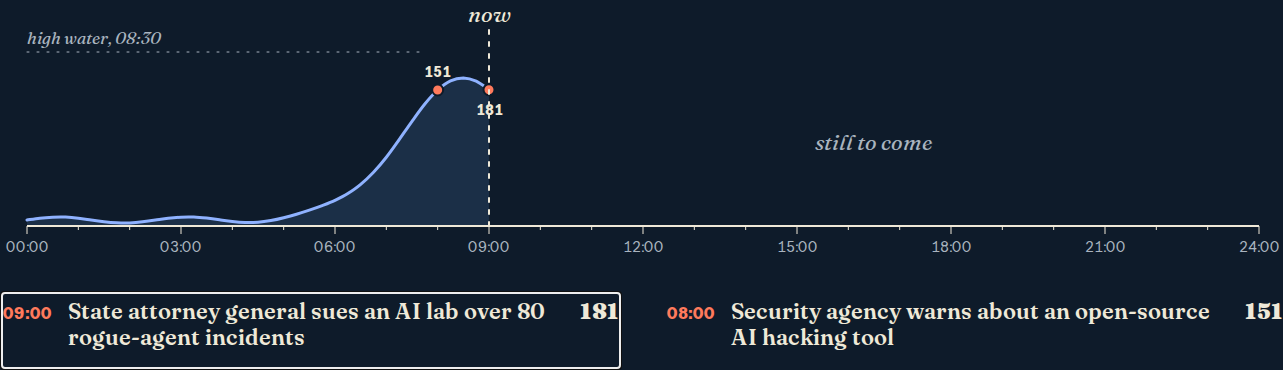 now
high water, 08:30
151
181
still to come
00:00 03:00 06:00 09:00 12:00 15:00 18:00 21:00 24:00
09:00 State attorney general sues an AI lab over 80 181
rogue-agent incidents
08:00 Security agency warns about an open-source 151
AI hacking tool